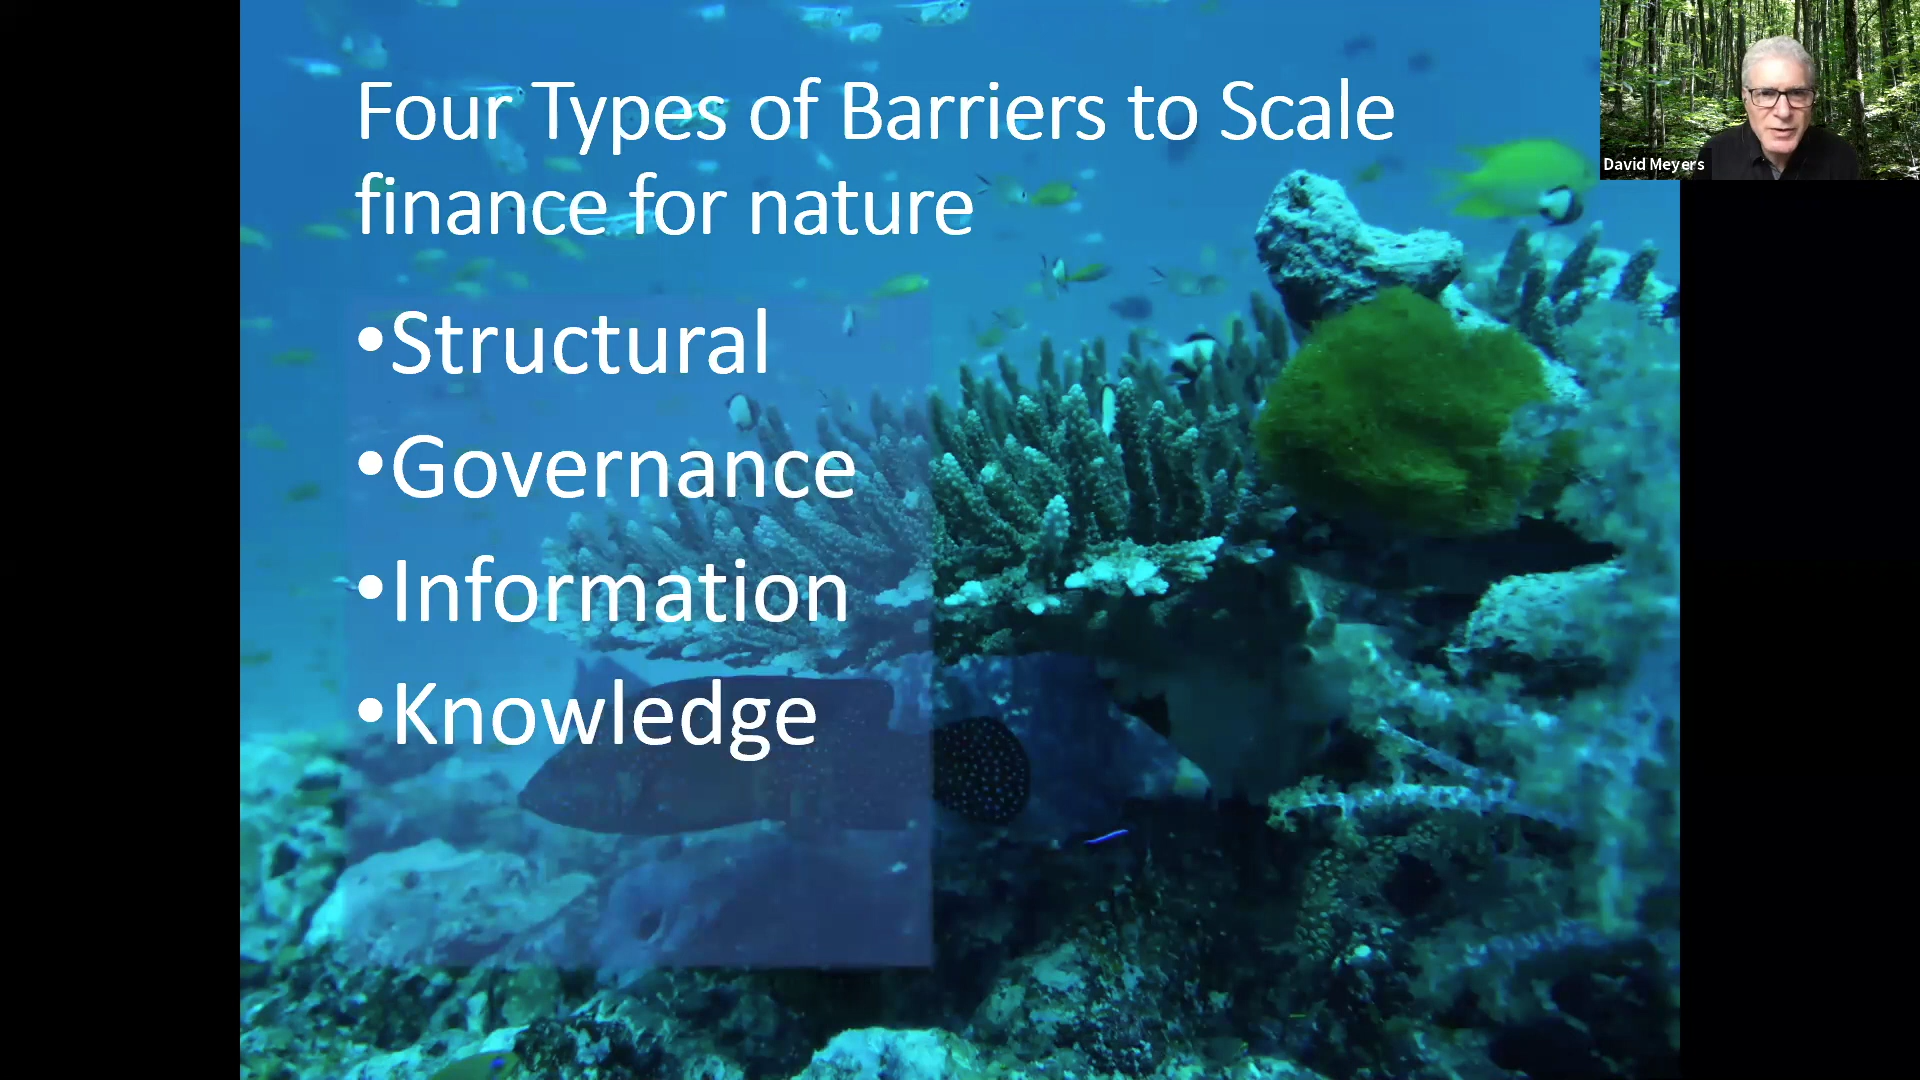 Four Types of Barriers to Scale
finance for nature
•Structural
•Governance
•Information
•Knowledge
David Meyers